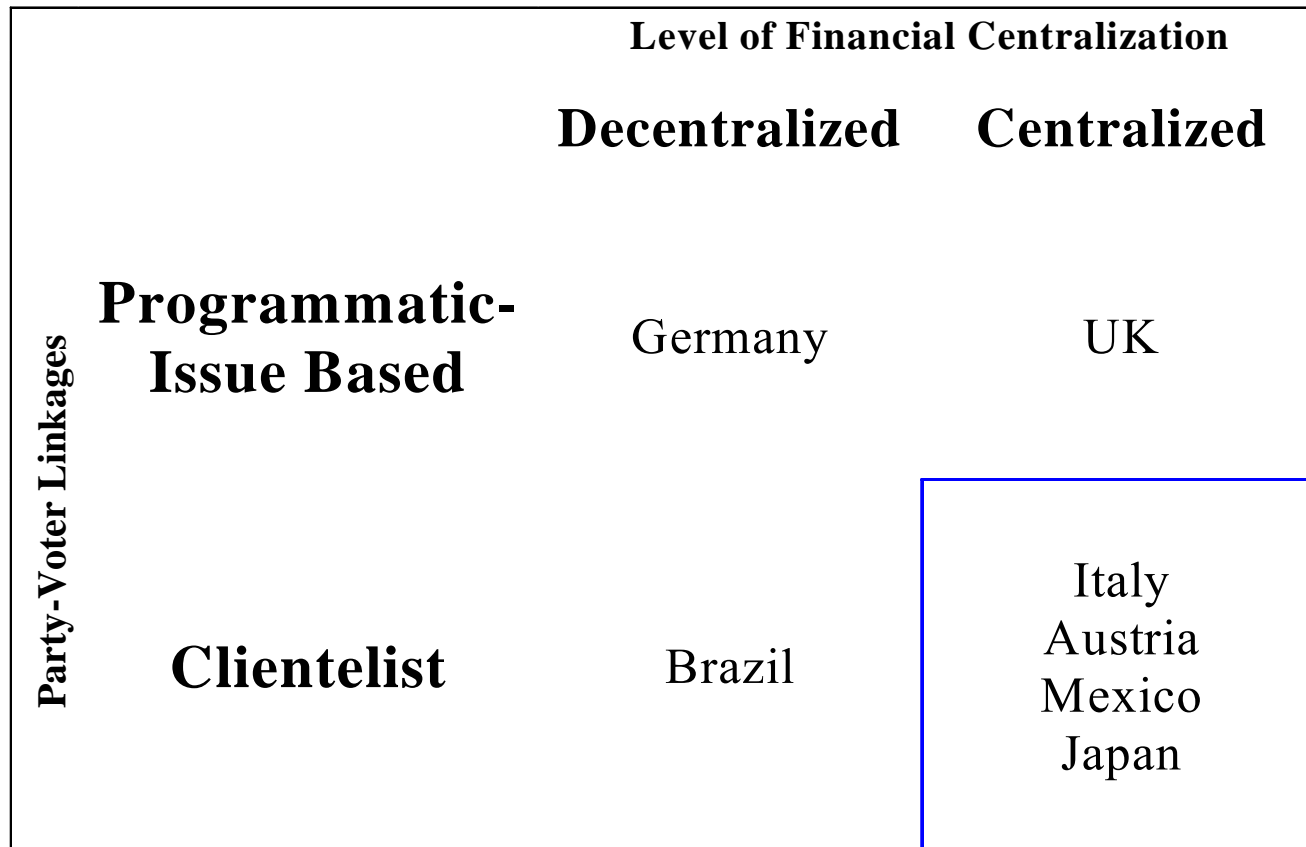 Level of Financial Centralization
Decentralized Centralized
Party-Voter Linkages
Programmatic-
Issue Based
Germany
UK
Clientelist
Brazil
Italy
Austria
Mexico
Japan